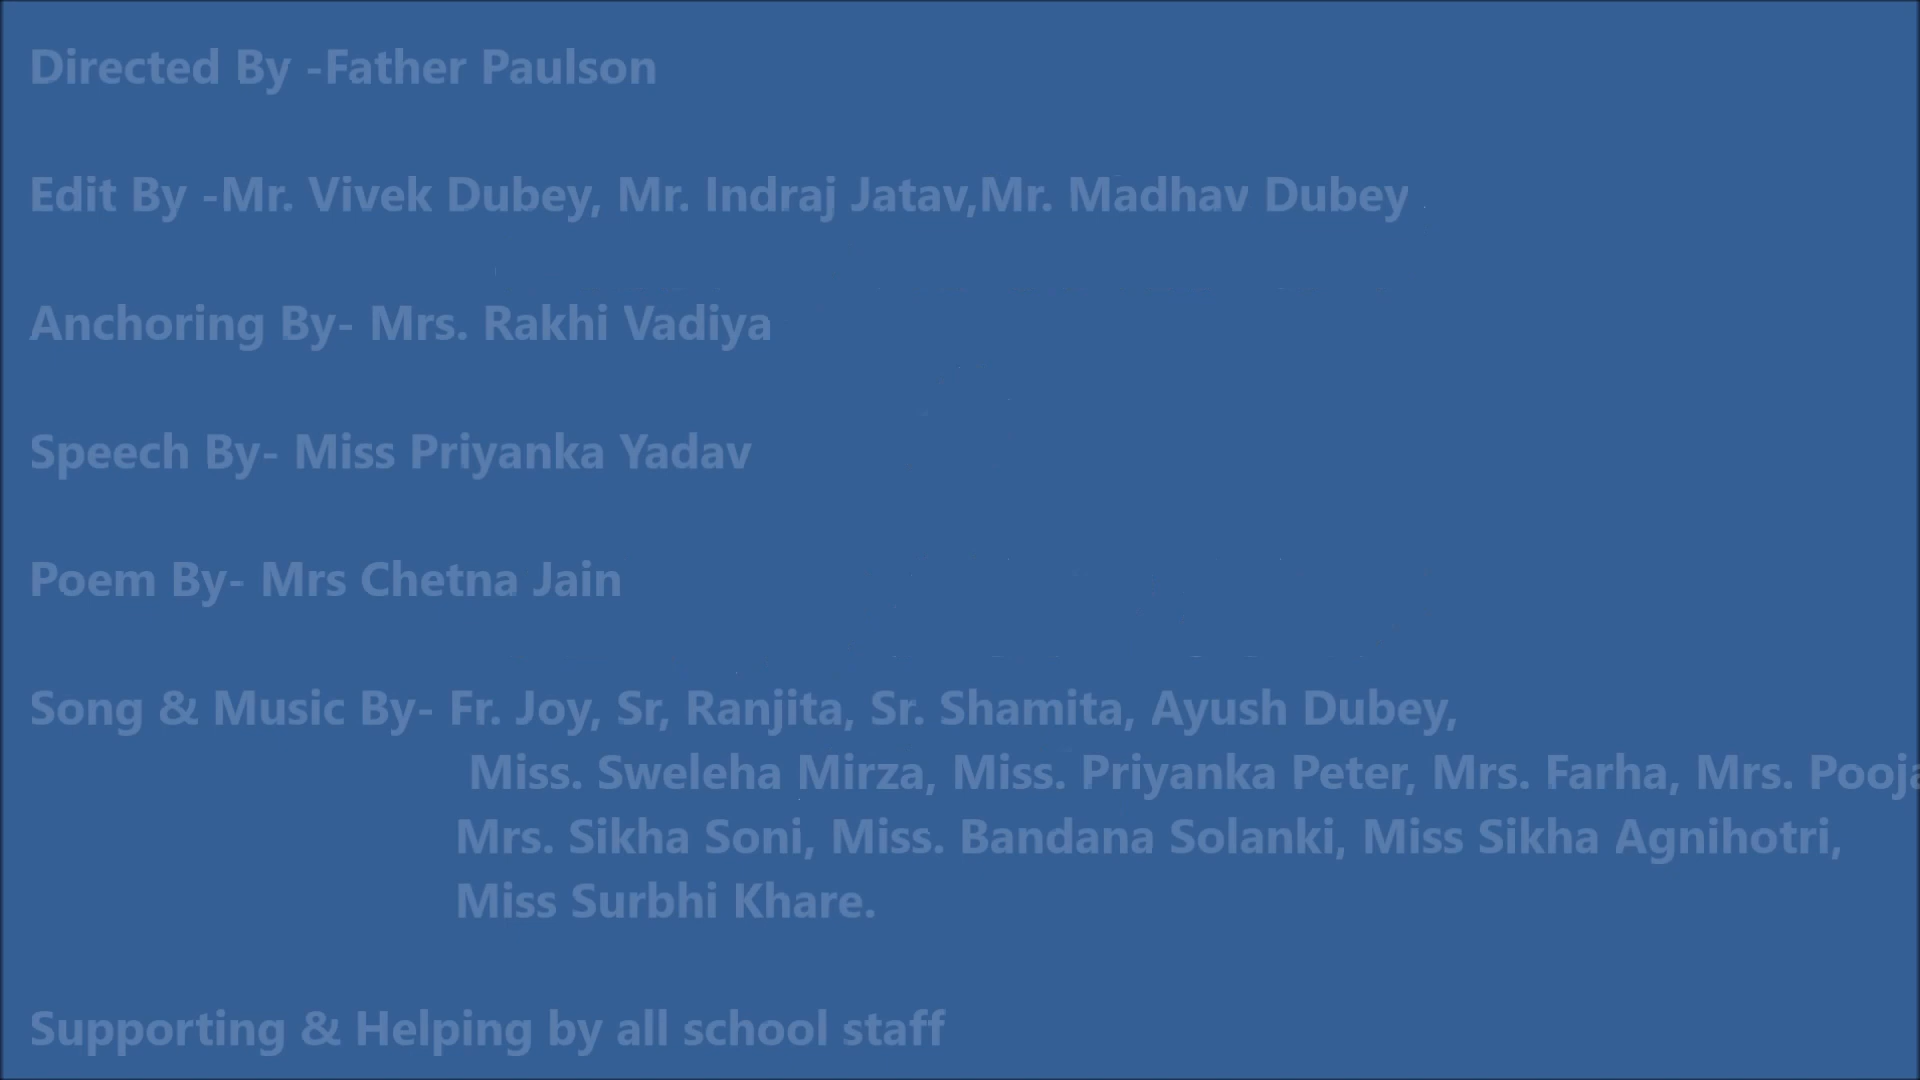 Directed By -Father Paulson
Edit By -Mr. Vivek Dubey, Mr. Indraj Jatav,Mr. Madhav Dubey
Anchoring By- Mrs. Rakhi Vadiya
Speech By- Miss Priyanka Yadav
Poem By- Mrs Chetna Jain
Song & Music By- Fr. Joy, Sr, Ranjita, Sr. Shamita, Ayush Dubey,
Miss. Sweleha Mirza, Miss. Priyanka Peter, Mrs. Farha, Mrs. Pooja
Mrs. Sikha Soni, Miss. Bandana Solanki, Miss Sikha Agnihotri,
Miss Surbhi Khare.
Supporting & Helping by all school staff